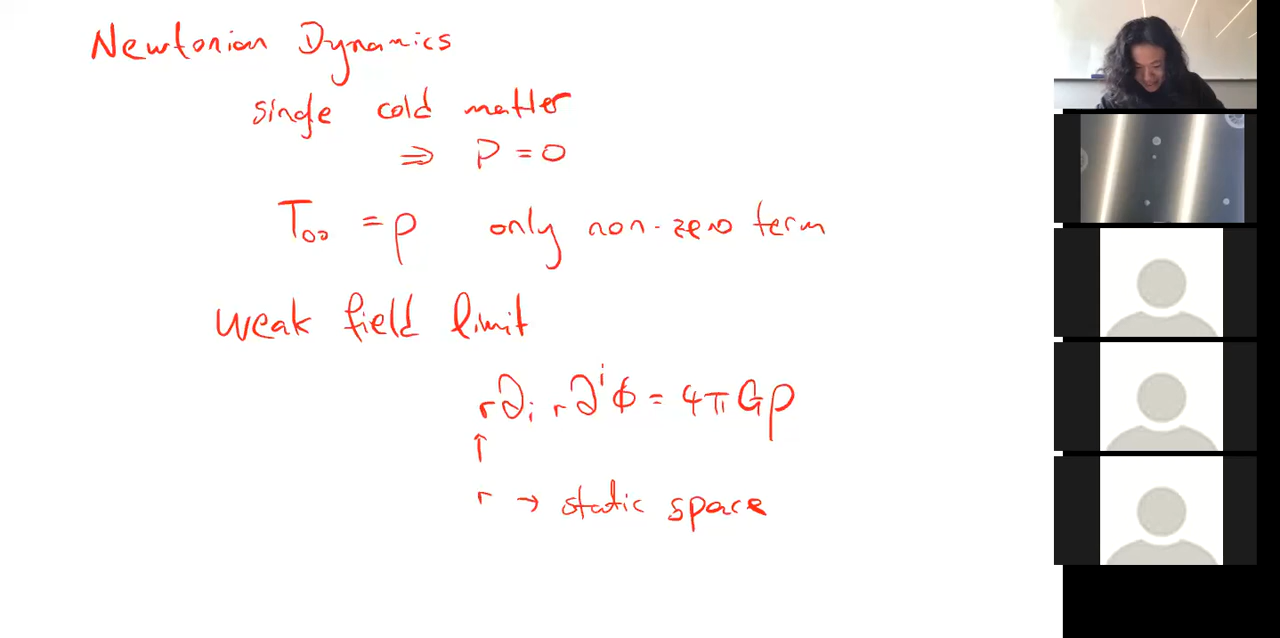 Newtonian Dynamics
single cold matter
⇒ P = 0
T₀₀ = ρ only non-zero term
weak field limit
ᵣ∂ᵢ ᵣ∂ⁱϕ = 4πGρ
↑
r → static space